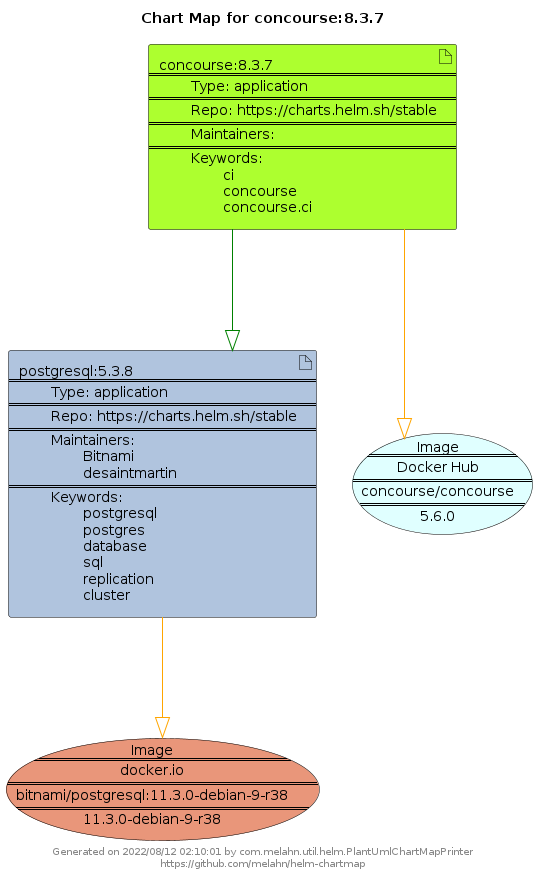 Chart Map for concourse:8.3.7
concourse:8.3.7
Type: application
Repo: https://charts.helm.sh/stable
Maintainers:
Keywords:
ci
concourse
concourse.ci
postgresql:5.3.8
Type: application
Repo: https://charts.helm.sh/stable
Maintainers:
Bitnami
desaintmartin
Keywords:
postgresql
postgres
database
sql
replication
cluster
Image
Docker Hub
concourse/concourse
5.6.0
Image
docker.io
bitnami/postgresql:11.3.0-debian-9-r38
11.3.0-debian-9-r38
Generated on 2022/08/12 02:10:01 by com.melahn.util.helm.PlantUmlChartMapPrinter
https://github.com/melahn/helm-chartmap